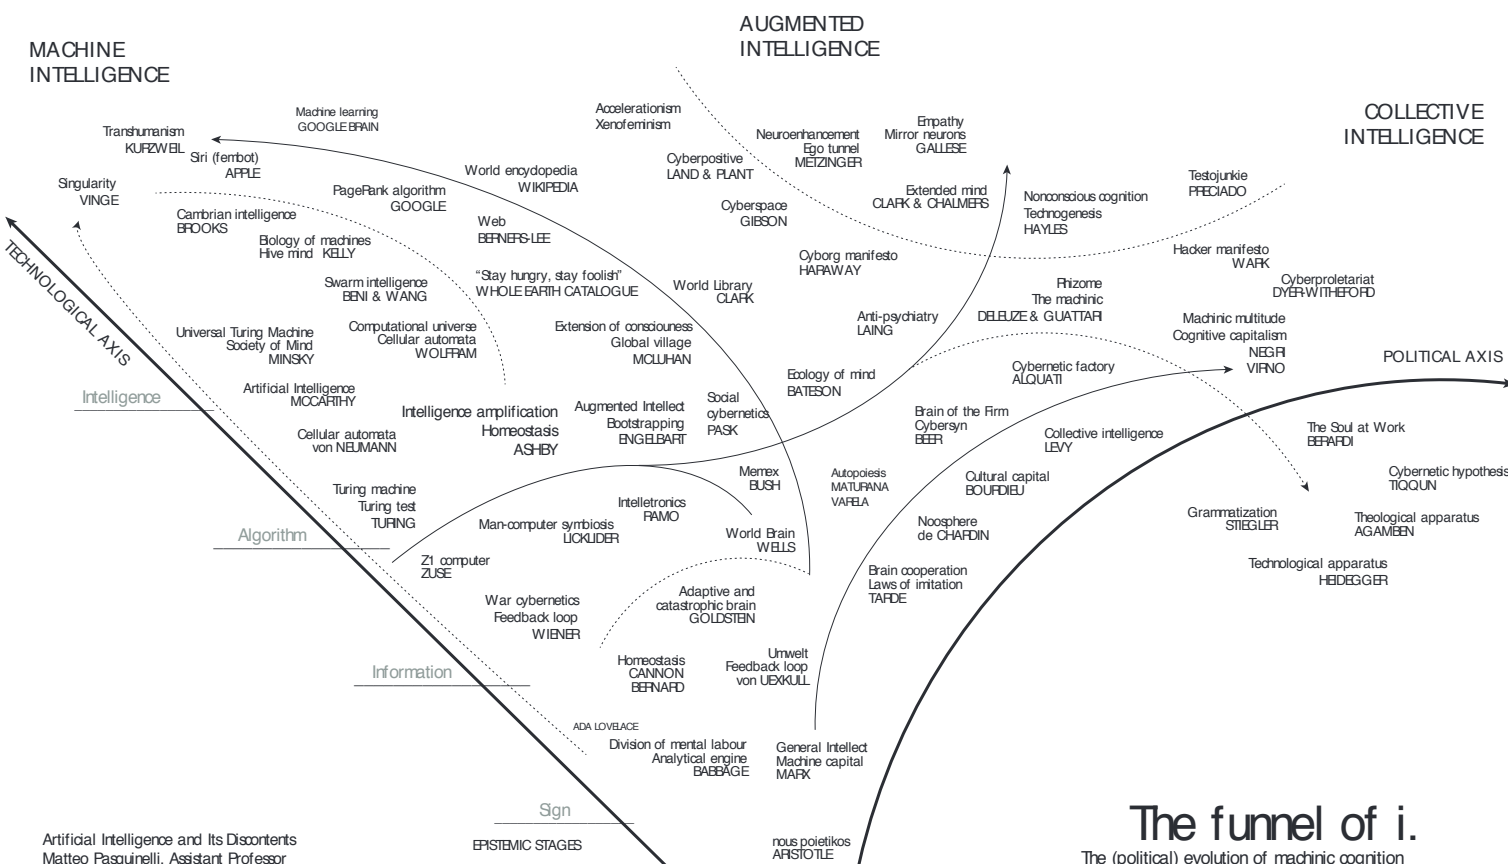 MACHINE
INTELLIGENCE
AUGMENTED
INTELLIGENCE
COLLECTIVE
INTELLIGENCE
Machine learning
GOOGLE BRAIN
Transhumanism
KURZWEIL
Siri (fembot)
APPLE
Singularity
VINGE
PageRank algorithm
GOOGLE
World encyclopedia
WIKIPEDIA
Web
BERNERS-LEE
Cambrian intelligence
BROOKS
Biology of machines
Hive mind KELLY
Swarm intelligence
BENI & WANG
"Stay hungry, stay foolish"
WHOLE EARTH CATALOGUE
Universal Turing Machine
Society of Mind
MINSKY
Computational universe
Cellular automata
WOLFRAM
Extension of consciouness
Global village
MCLUHAN
World Library
CLARK
Accelerationism
Xenofeminism
Cyberpositive
LAND & PLANT
Cyberspace
GIBSON
Neuroenhancement
Ego tunnel
METZINGER
Empathy
Mirror neurons
GALLESE
Extended mind
CLARK & CHALMERS
Cyborg manifesto
HARAWAY
Anti-psychiatry
LAING
Nonconscious cognition
Technogenesis
HAYLES
Testojunkie
PRECIADO
Hacker manifesto
WARK
Cyberproletariat
DYER-WITHEFORD
Rhizome
The machinic
DELEUZE & GUATTARI
Machinic multitude
Cognitive capitalism
NEGRI
VIRNO
TECHNOLOGICAL AXIS
POLITICAL AXIS
Intelligence
Artificial Intelligence
MCCARTHY
Cellular automata
von NEUMANN
Intelligence amplification
Homeostasis
ASHBY
Augmented Intellect
Bootstrapping
ENGELBART
Social
cybernetics
PASK
Ecology of mind
BATESON
Cybernetic factory
ALQUATI
Brain of the Firm
Cybersyn
BEER
Collective intelligence
LEVY
The Soul at Work
BERARDI
Cybernetic hypothesis
TIQQUN
Turing machine
Turing test
TURING
Memex
BUSH
Autopoiesis
MATURANA
VARELA
Cultural capital
BOURDIEU
Intelletronics
RAMO
Man-computer symbiosis
LICKLIDER
World Brain
WELLS
Noosphere
de CHARDIN
Grammatization
STIEGLER
Theological apparatus
AGAMBEN
Technological apparatus
HEIDEGGER
Algorithm
Z1 computer
ZUSE
Brain cooperation
Laws of imitation
TARDE
War cybernetics
Feedback loop
WIENER
Adaptive and
catastrophic brain
GOLDSTEIN
Information
Homeostasis
CANNON
BERNARD
Umwelt
Feedback loop
von UEXKULL
ADA LOVELACE
Division of mental labour
Analytical engine
BABBAGE
General Intellect
Machine capital
MARX
Sign
EPISTEMIC STAGES
nous poietikos
ARISTOTLE
The funnel of i.
The (political) evolution of machinic cognition
Artificial Intelligence and Its Discontents
Matteo Pasquinelli, Assistant Professor